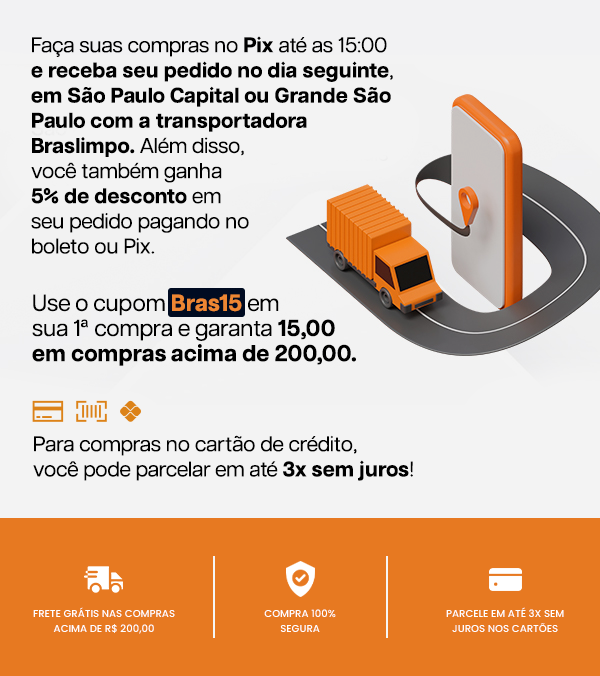 Faça suas compras no Pix até as 15:00
e receba seu pedido no dia seguinte,
em São Paulo Capital ou Grande São
Paulo com a transportadora
Braslimpo. Além disso,
você também ganha
5% de desconto em
seu pedido pagando no
boleto ou Pix.
Use o cupom Bras15 em
sua 1ª compra e garanta 15,00
em compras acima de 200,00.
Para compras no cartão de crédito,
você pode parcelar em até 3x sem juros!
FRETE GRÁTIS NAS COMPRAS
ACIMA DE R$ 200,00
COMPRA 100%
SEGURA
PARCELE EM ATÉ 3X SEM
JUROS NOS CARTÕES